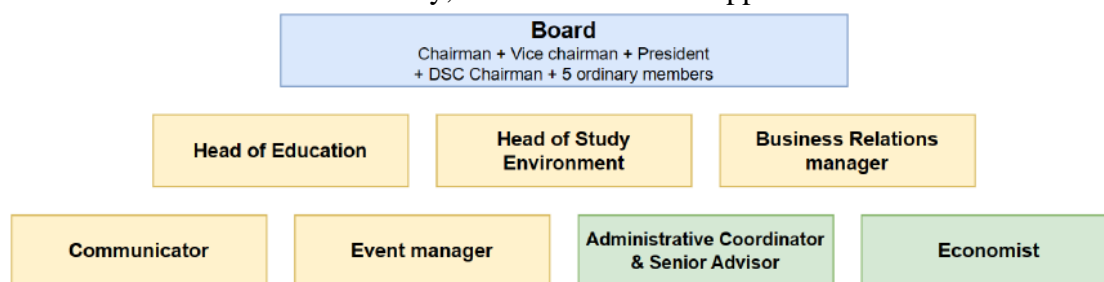 Board
Chairman + Vice chairman + President
+ DSC Chairman + 5 ordinary members
Head of Education
Head of Study
Environment
Business Relations
manager
Communicator
Event manager
Administrative Coordinator
& Senior Advisor
Economist